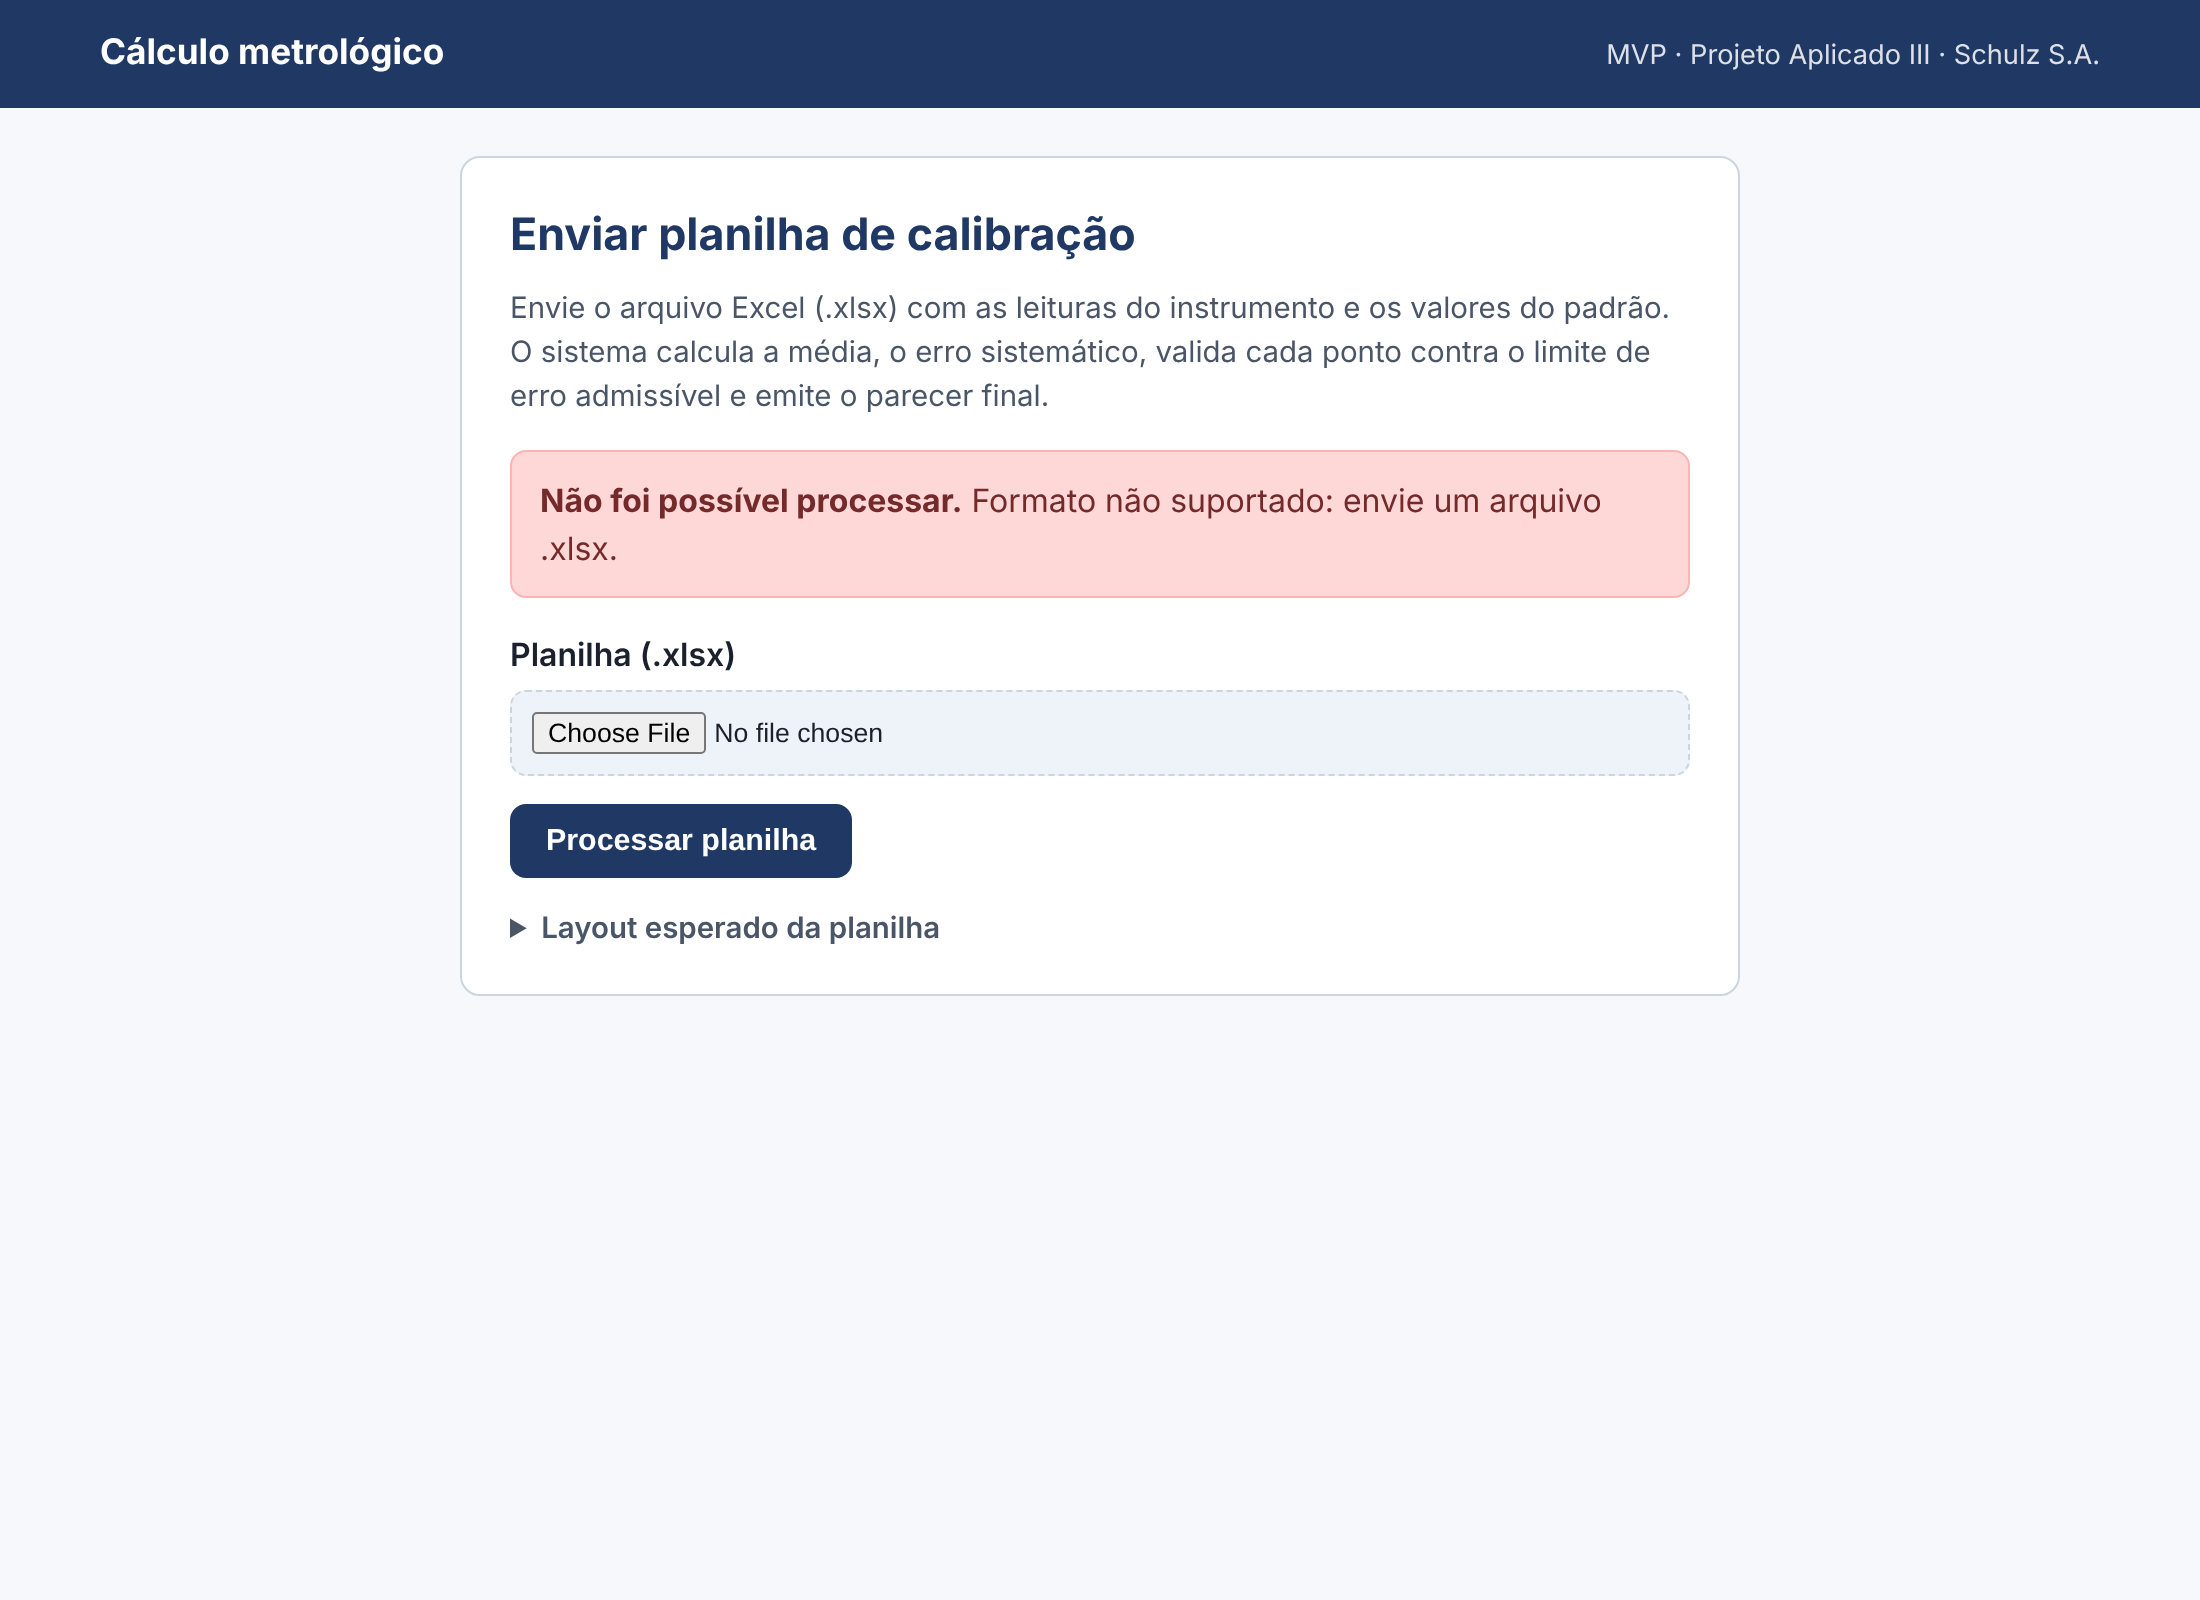 Cálculo metrológico
MVP · Projeto Aplicado III · Schulz S.A.
Enviar planilha de calibração
Envie o arquivo Excel (.xlsx) com as leituras do instrumento e os valores do padrão.
O sistema calcula a média, o erro sistemático, valida cada ponto contra o limite de
erro admissível e emite o parecer final.
Não foi possível processar. Formato não suportado: envie um arquivo
.xlsx.
Planilha (.xlsx)
Choose File No file chosen
Processar planilha
Layout esperado da planilha